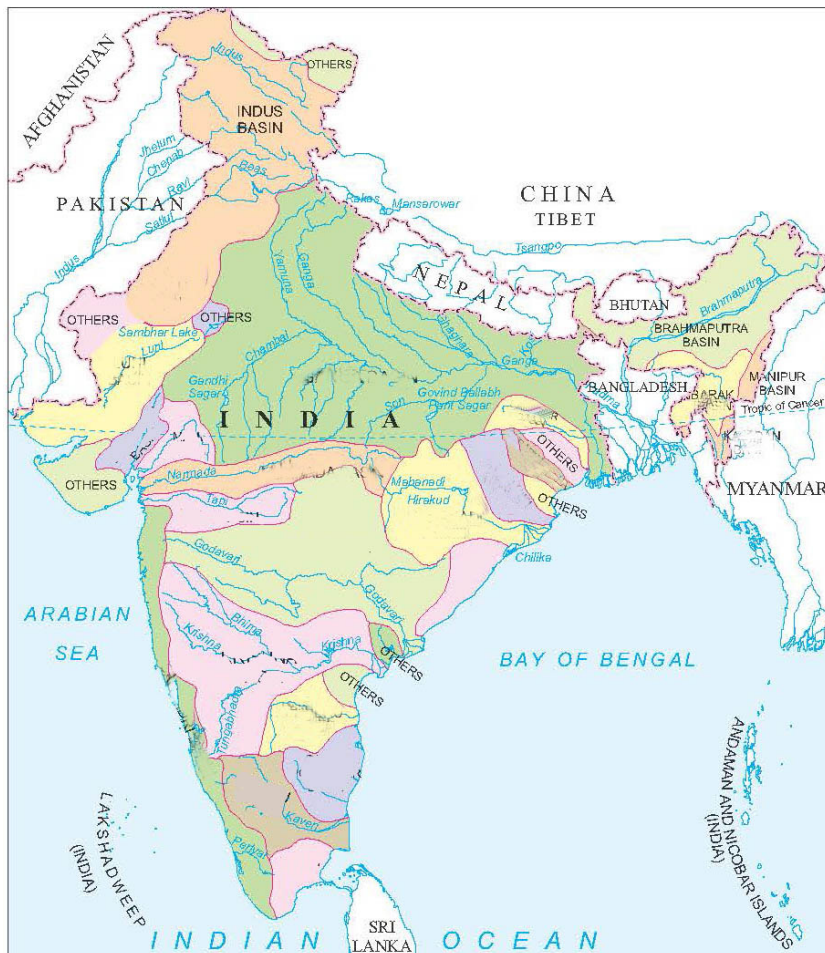 AFGHANISTAN
Indus
OTHERS
INDUS
BASIN
Jhelum
Chenab
Beas
Ravi
PAKISTAN
Satluj
Rakas
Mansarowar
CHINA
TIBET
Tsangpo
Indus
Yamuna
Ganga
NEPAL
BHUTAN
Brahmaputra
OTHERS
OTHERS
Sambhar Lake
Luni
Chambal
Ghaghara
Ganga
BRAHMAPUTRA
BASIN
Gandhi
Sagar
Govind Ballabh
Pant Sagar
Son
BANGLADESH
BARAK
MANIPUR
BASIN
INDIA
Tropic of Cancer
OTHERS
OTHERS
Narmada
Mahanadi
Hirakud
OTHERS
MYANMAR
Tapi
Chilika
Godavari
Godavari
ARABIAN
SEA
Bhima
Krishna
Krishna
OTHERS
BAY OF BENGAL
OTHERS
Tungabhadra
ANDAMAN AND NICOBAR ISLANDS
(INDIA)
LAKSHADWEEP
(INDIA)
Kaveri
Periyar
SRI
LANKA
INDIAN OCEAN